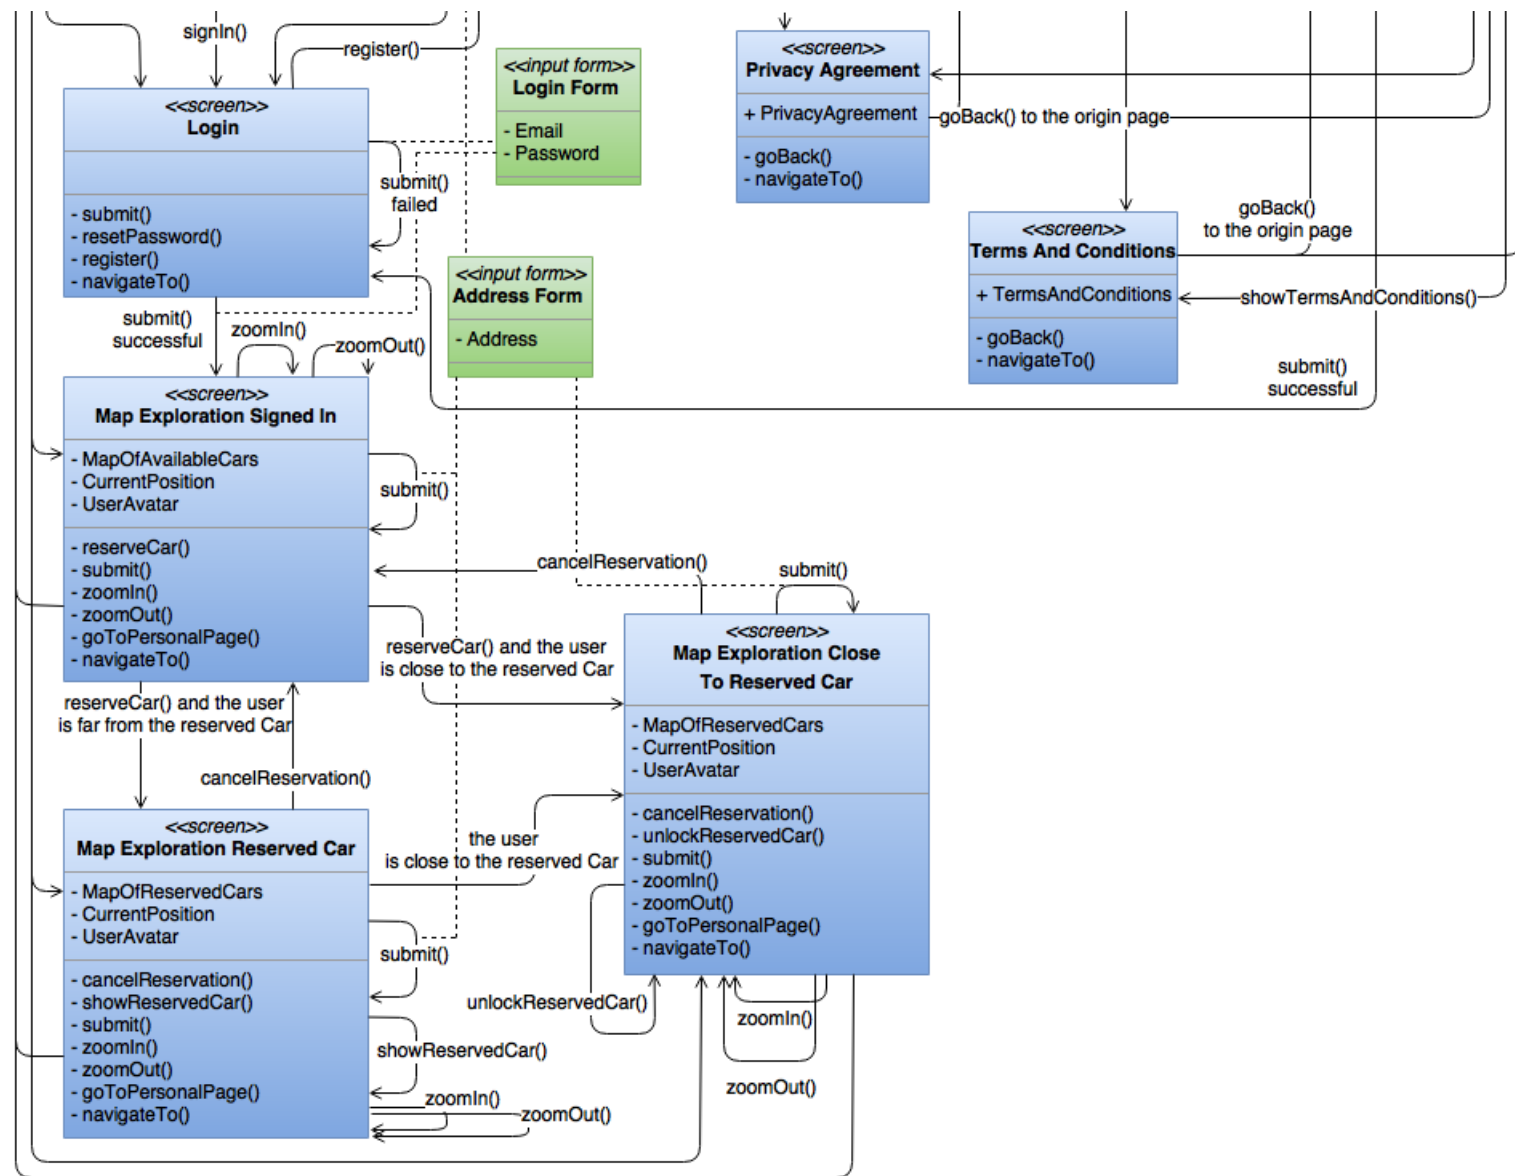 signIn()
register()
<<screen>>
Login
- submit()
- resetPassword()
- register()
- navigateTo()
submit()
failed
<<input form>>
Login Form
- Email
- Password
<<screen>>
Privacy Agreement
+ PrivacyAgreement
- goBack()
- navigateTo()
goBack() to the origin page
<<screen>>
Terms And Conditions
+ TermsAndConditions
- goBack()
- navigateTo()
goBack()
to the origin page
showTermsAndConditions()
submit()
successful
<<input form>>
Address Form
- Address
submit()
successful
zoomIn()
zoomOut()
<<screen>>
Map Exploration Signed In
- MapOfAvailableCars
- CurrentPosition
- UserAvatar
- reserveCar()
- submit()
- zoomIn()
- zoomOut()
- goToPersonalPage()
- navigateTo()
submit()
cancelReservation()
submit()
reserveCar() and the user
is close to the reserved Car
reserveCar() and the user
is far from the reserved Car
cancelReservation()
<<screen>>
Map Exploration Close
To Reserved Car
- MapOfReservedCars
- CurrentPosition
- UserAvatar
- cancelReservation()
- unlockReservedCar()
- submit()
- zoomIn()
- zoomOut()
- goToPersonalPage()
- navigateTo()
the user
is close to the reserved Car
<<screen>>
Map Exploration Reserved Car
- MapOfReservedCars
- CurrentPosition
- UserAvatar
- cancelReservation()
- showReservedCar()
- submit()
- zoomIn()
- zoomOut()
- goToPersonalPage()
- navigateTo()
submit()
showReservedCar()
zoomIn()
zoomOut()
unlockReservedCar()
zoomIn()
zoomOut()